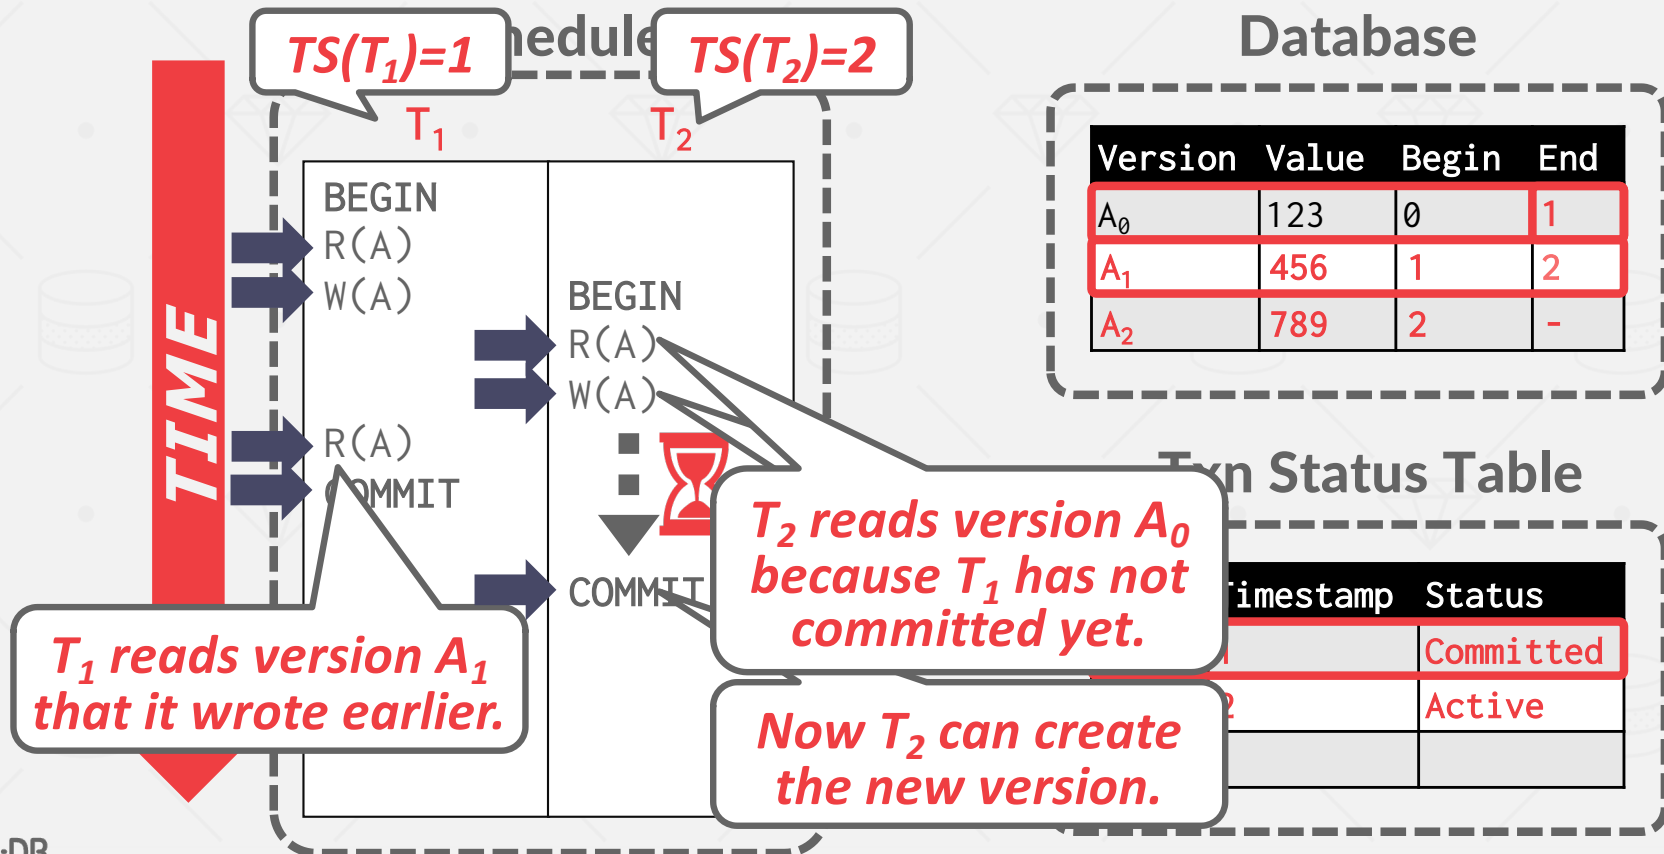 TS(T1)=1
TS(T2)=2
Database
T1
T2
BEGIN
R(A)
W(A)
R(A)
COMMIT
BEGIN
R(A)
W(A)
COMMIT
TIME
T1 reads version A1
that it wrote earlier.
T2 reads version A0
because T1 has not
committed yet.
Now T2 can create
the new version.
Version Value Begin End
A0 123 0 1
A1 456 1 2
A2 789 2 -
Txn Status Table
Status
Committed
2 Active